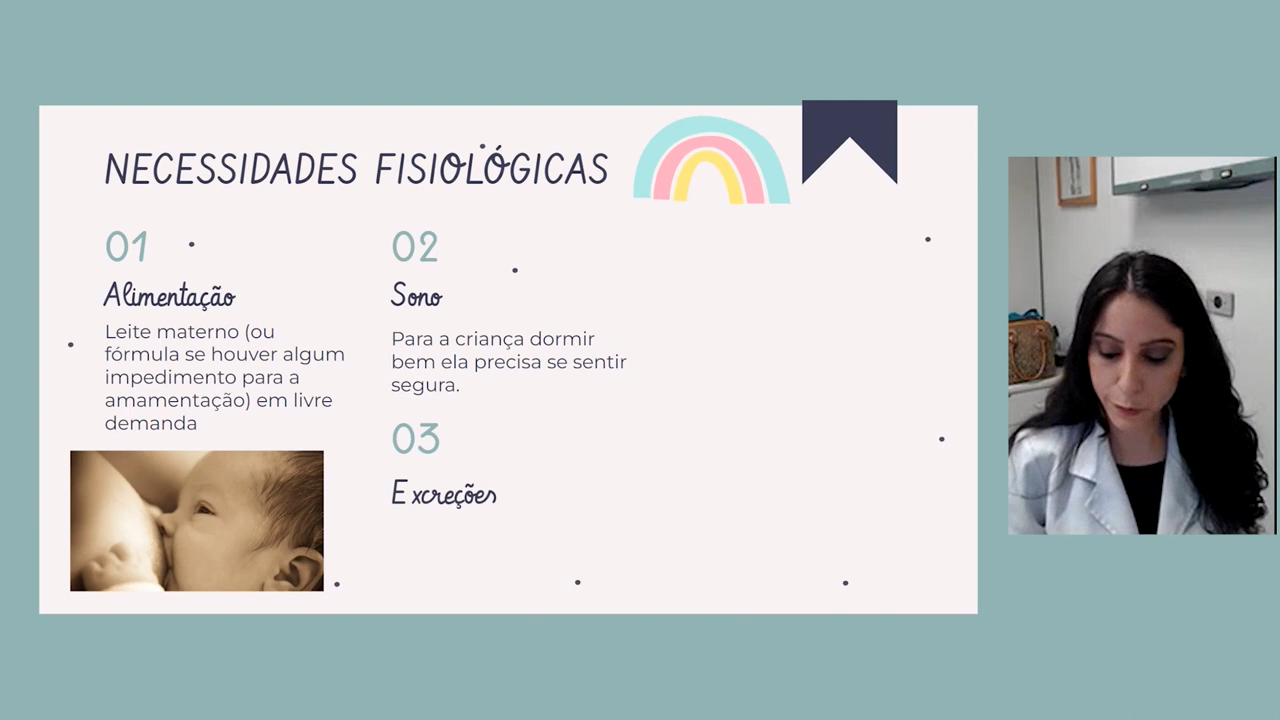 NECESSIDADES FISIOLÓGICAS
01
Alimentação
Leite materno (ou
fórmula se houver algum
impedimento para a
amamentação) em livre
demanda
02
Sono
Para a criança dormir
bem ela precisa se sentir
segura.
03
Excreções